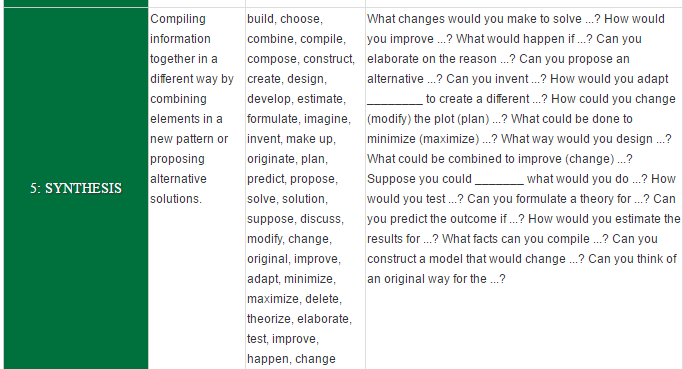 5: SYNTHESIS
Compiling
information
together in a
different way by
combining
elements in a
new pattern or
proposing
alternative
solutions.
build, choose,
combine, compile,
compose, construct,
create, design,
develop, estimate,
formulate, imagine,
invent, make up,
originate, plan,
predict, propose,
solve, solution,
suppose, discuss,
modify, change,
original, improve,
adapt, minimize,
maximize, delete,
theorize, elaborate,
test, improve,
happen, change
What changes would you make to solve ...? How would
you improve ...? What would happen if ...? Can you
elaborate on the reason ...? Can you propose an
alternative ...? Can you invent ...? How would you adapt
________ to create a different ...? How could you change
(modify) the plot (plan) ...? What could be done to
minimize (maximize) ...? What way would you design ...?
What could be combined to improve (change) ...?
Suppose you could _______ what would you do ...? How
would you test ...? Can you formulate a theory for ...? Can
you predict the outcome if ...? How would you estimate the
results for ...? What facts can you compile ...? Can you
construct a model that would change ...? Can you think of
an original way for the ...?